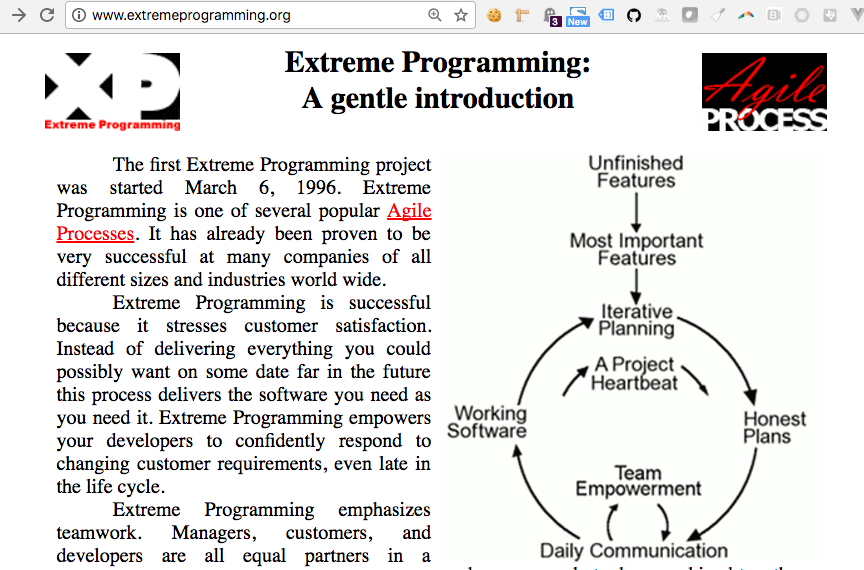 www.extremeprogramming.org
3
New
XP
Extreme Programming
Extreme Programming:
A gentle introduction
Agile
PROCESS
The first Extreme Programming project
was started March 6, 1996. Extreme
Programming is one of several popular Agile
Processes. It has already been proven to be
very successful at many companies of all
different sizes and industries world wide.
Extreme Programming is successful
because it stresses customer satisfaction.
Instead of delivering everything you could
possibly want on some date far in the future
this process delivers the software you need as
you need it. Extreme Programming empowers
your developers to confidently respond to
changing customer requirements, even late in
the life cycle.
Extreme Programming emphasizes
teamwork. Managers, customers, and
developers are all equal partners in a
Unfinished
Features
Most Important
Features
Iterative
Planning
A Project
Heartbeat
Working
Software
Honest
Plans
Team
Empowerment
Daily Communication